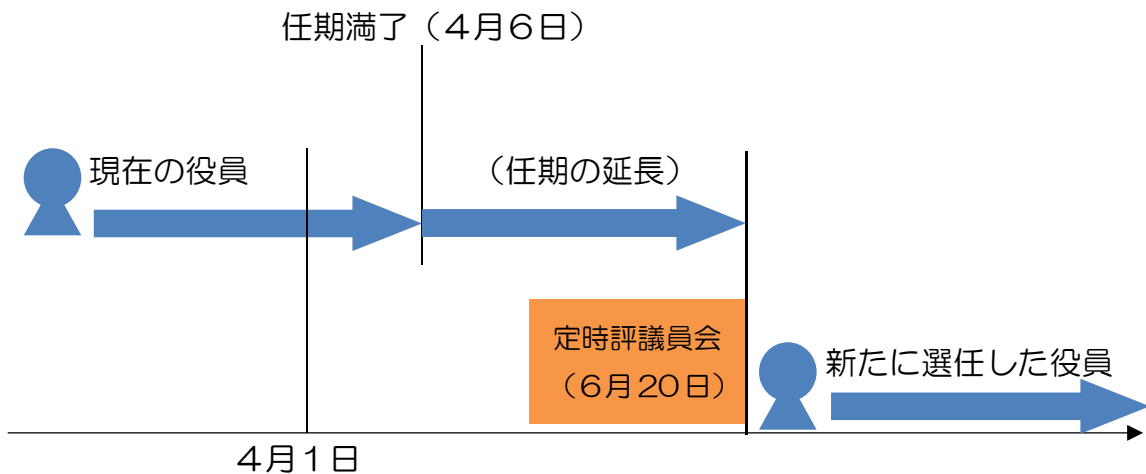 任期満了（４月６日）
現在の役員
（任期の延長）
定時評議員会
（６月２０日）
新たに選任した役員
４月１日